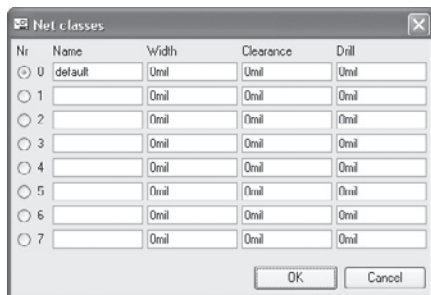 Net classes
Nr Name Width Clearance Drill
0 default 0mil 0mil 0mil
1 0mil 0mil 0mil
2 0mil 0mil 0mil
3 0mil 0mil 0mil
4 0mil 0mil 0mil
5 0mil 0mil 0mil
6 0mil 0mil 0mil
7 0mil 0mil 0mil
OK Cancel